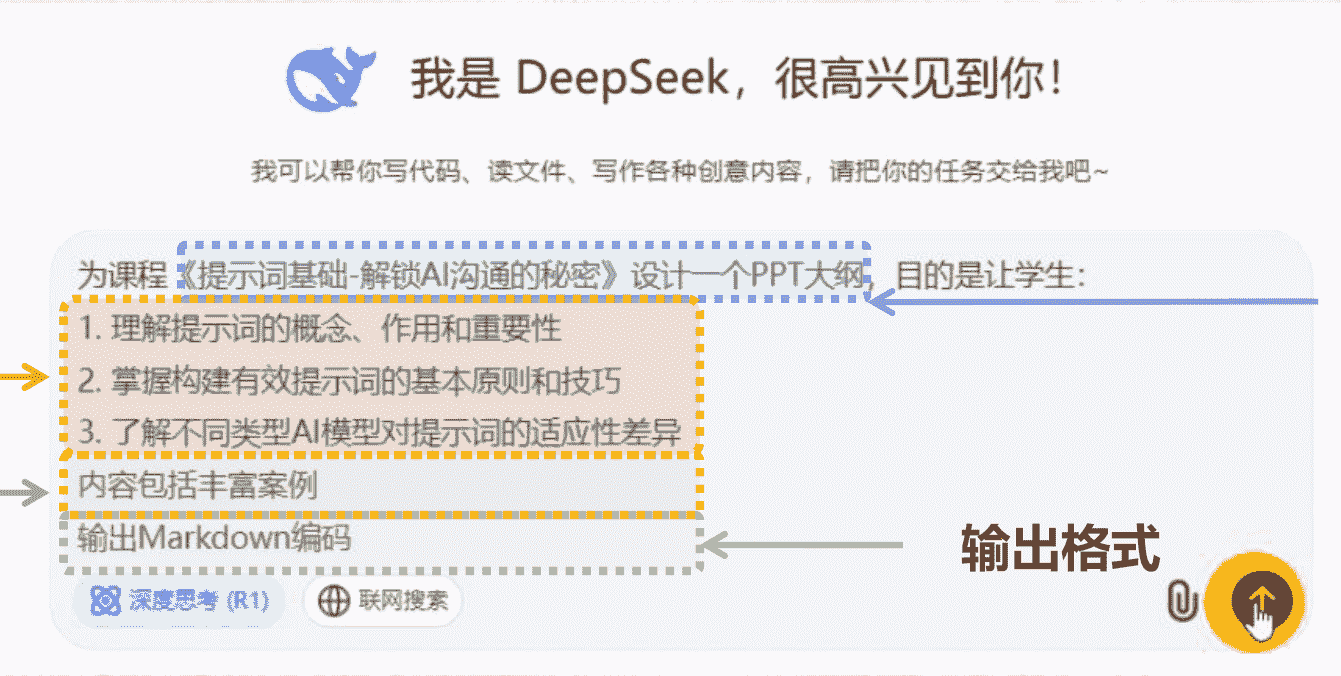 我是 DeepSeek，很高兴见到你！
我可以帮你写代码、读文件、写作各种创意内容，请把你的任务交给我吧~
为课程《提示词基础-解锁AI沟通的秘密》设计一个PPT大纲，目的是让学生：
1. 理解提示词的概念、作用和重要性
2. 掌握构建有效提示词的基本原则和技巧
3. 了解不同类型AI模型对提示词的适应性差异
内容包括丰富案例
输出Markdown编码
输出格式
深度思考 (R1)
联网搜索